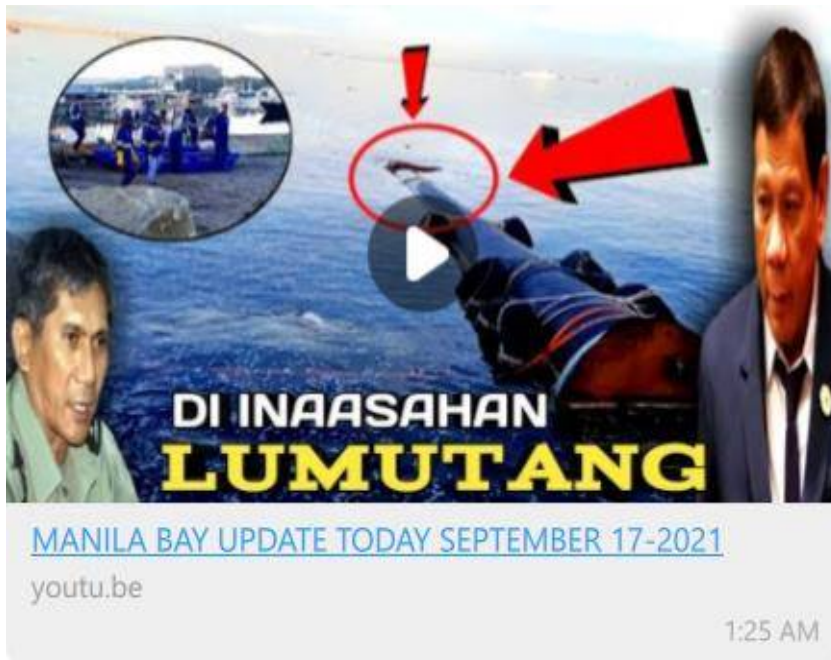 DI INAASAHAN
LUMUTANG
MANILA BAY UPDATE TODAY SEPTEMBER 17-2021
youtu.be
1:25 AM